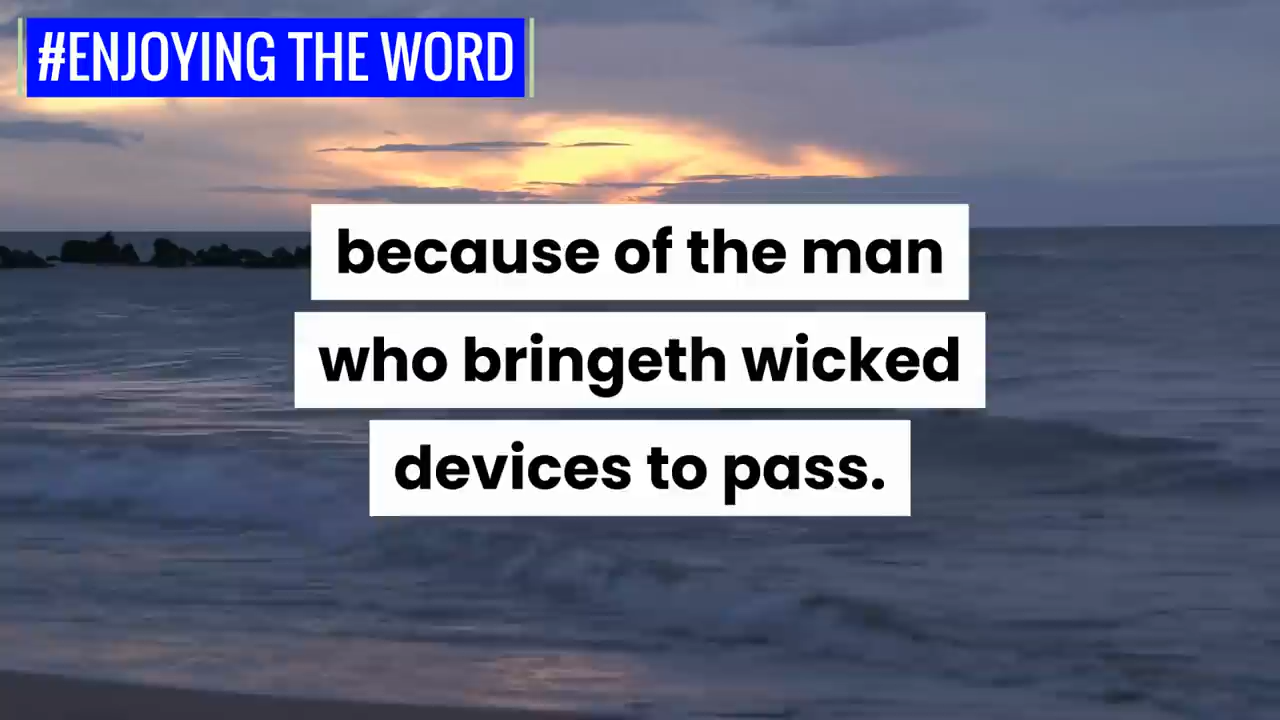 #ENJOYING THE WORD
because of the man
who bringeth wicked
devices to pass.